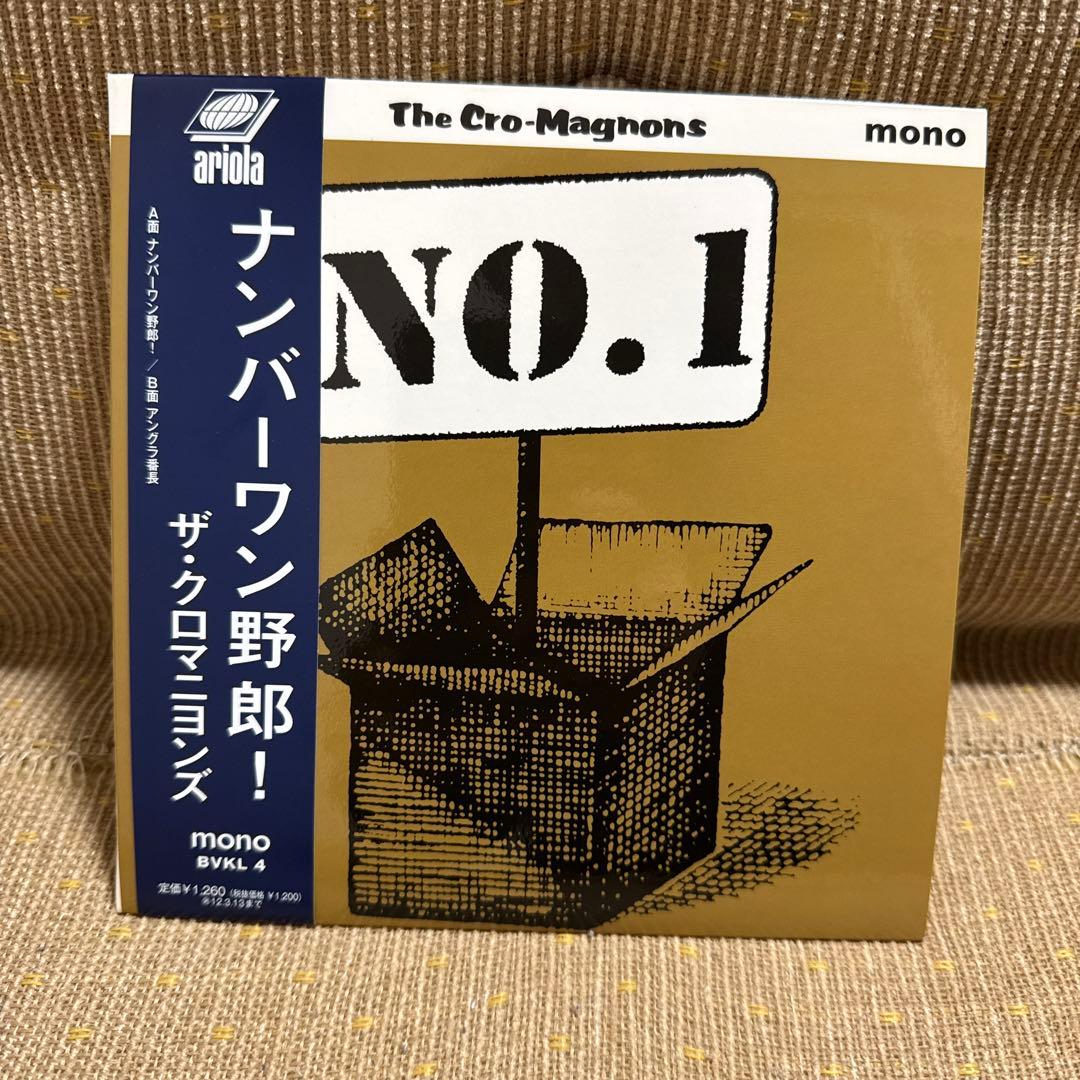 ariola
ナンバーワン野郎!
A面 ナンバーワン野郎! / B面 アングラ番長
ザ・クロマニヨンズ
mono
BVKL 4
定価¥1,260 (税抜価格 ¥1,200)
Ⓡ12.3.13まで
The Cro-Magnons
mono
NO.1